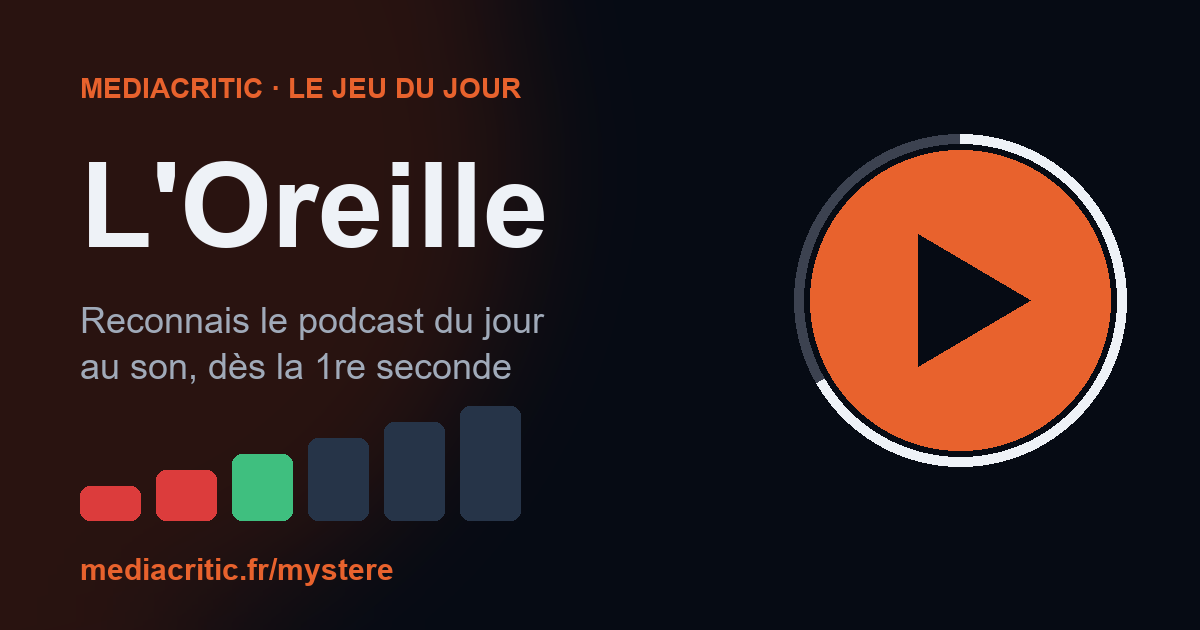 MEDIACRITIC · LE JEU DU JOUR
L'Oreille
Reconnais le podcast du jour
au son, dès la 1re seconde
mediacritic.fr/mystere